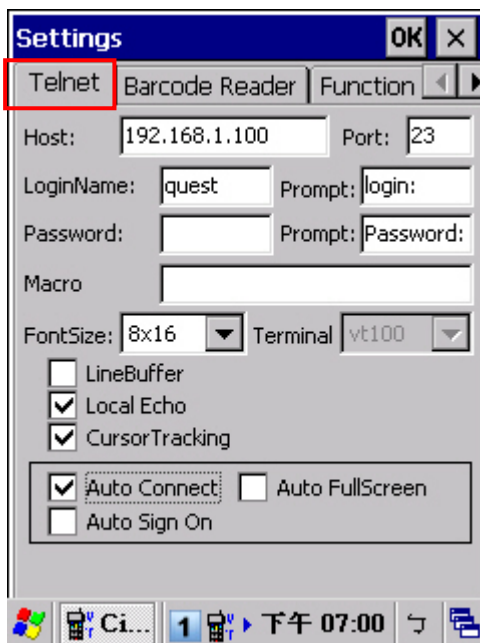 Settings OK ×
Telnet Barcode Reader Function
Host: 192.168.1.100 Port: 23
LoginName: quest Prompt: login:
Password: Prompt: Password:
Macro
FontSize: 8x16 Terminal vt100
LineBuffer
Local Echo
CursorTracking
Auto Connect Auto FullScreen
Auto Sign On
Ci... 1 下午 07:00 ㄅ